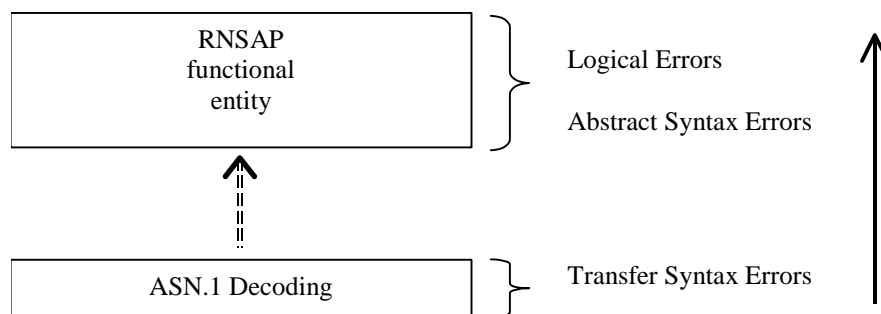 RNSAP
functional
entity
Logical Errors
Abstract Syntax Errors
ASN.1 Decoding
Transfer Syntax Errors